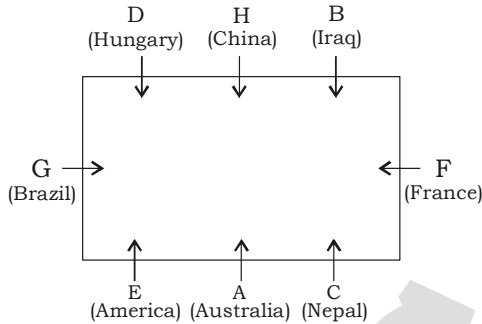 D H B
(Hungary) (China) (Iraq)
G F
(Brazil) (France)
E A C
(America) (Australia) (Nepal)